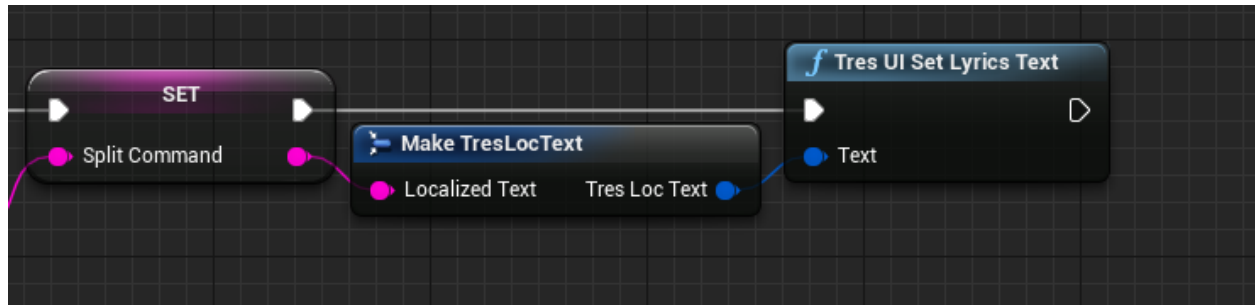 SET
Split Command
Make TresLocText
Localized Text
Tres Loc Text
f Tres UI Set Lyrics Text
Text